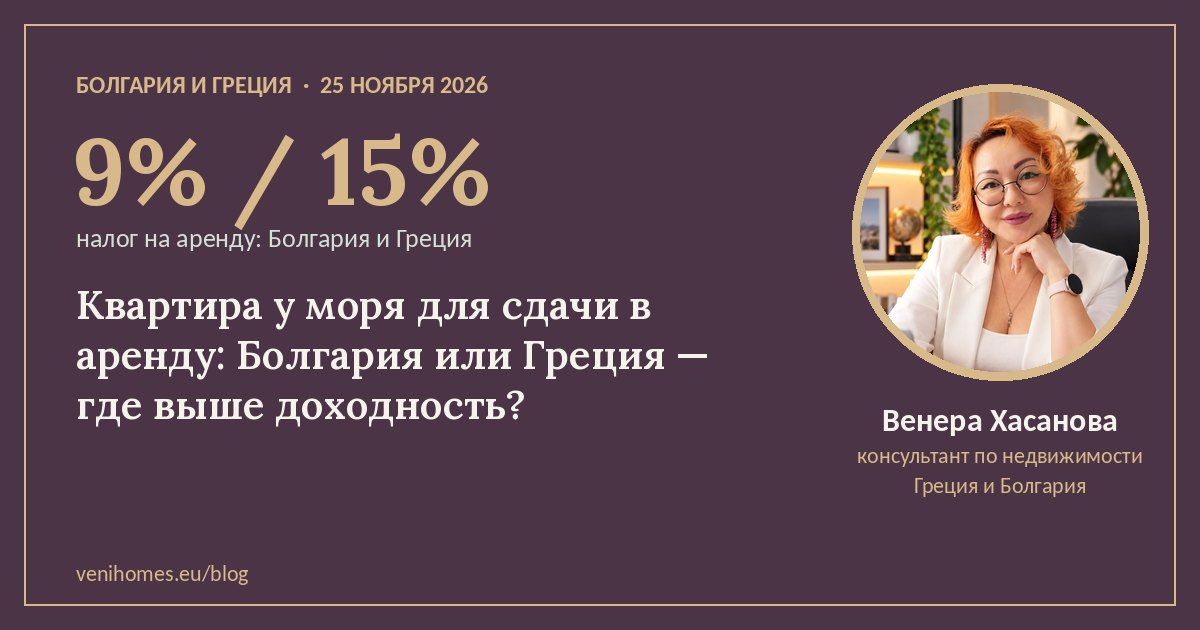 БОЛГАРИЯ И ГРЕЦИЯ · 25 НОЯБРЯ 2026
9% / 15%
налог на аренду: Болгария и Греция
Квартира у моря для сдачи в
аренду: Болгария или Греция —
где выше доходность?
Венера Хасанова
консультант по недвижимости
Греция и Болгария
venihomes.eu/blog